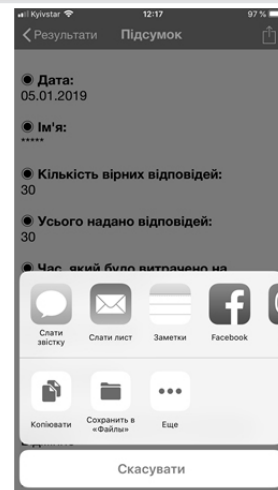 Kyivstar 12:17 97 %
Результати Підсумок
Дата:
05.01.2019
Ім'я:
*****
Кількість вірних відповідей:
30
Усього надано відповідей:
30
Час, який було витрачено на
Слати звістку
Слати лист
Заметки
Facebook
Копіювати
Сохранить в «Файлы»
Еще
Скасувати